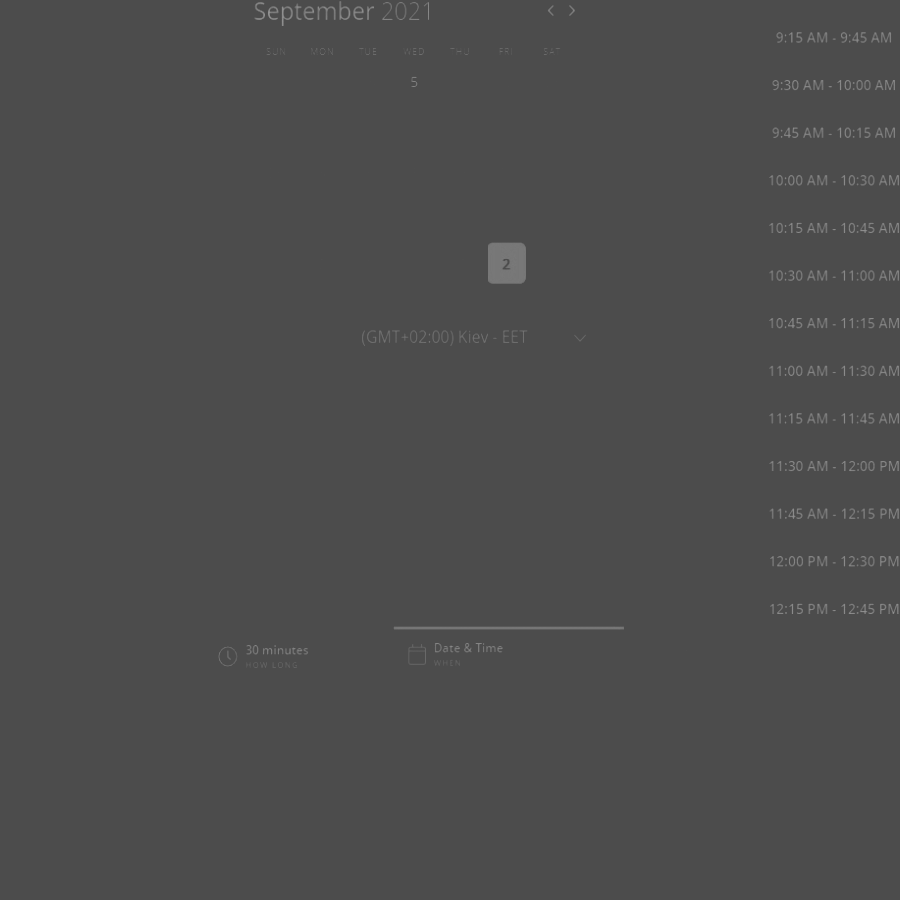 September 2021
SUN MON TUE WED THU FRI SAT
5
2
(GMT+02:00) Kiev - EET
30 minutes
HOW LONG
Date & Time
WHEN
9:15 AM - 9:45 AM
9:30 AM - 10:00 AM
9:45 AM - 10:15 AM
10:00 AM - 10:30 AM
10:15 AM - 10:45 AM
10:30 AM - 11:00 AM
10:45 AM - 11:15 AM
11:00 AM - 11:30 AM
11:15 AM - 11:45 AM
11:30 AM - 12:00 PM
11:45 AM - 12:15 PM
12:00 PM - 12:30 PM
12:15 PM - 12:45 PM